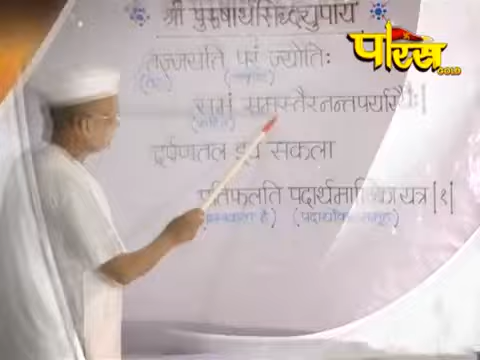 श्री पुरुषार्थसिद्ध्युपाय
पारस
GOLD
तज्जयति परं ज्योतिः
समं समस्तैरनन्तपर्यायैः।
दर्पणतल इव सकला
प्रतिफलति पदार्थमालिका यत्र।१।